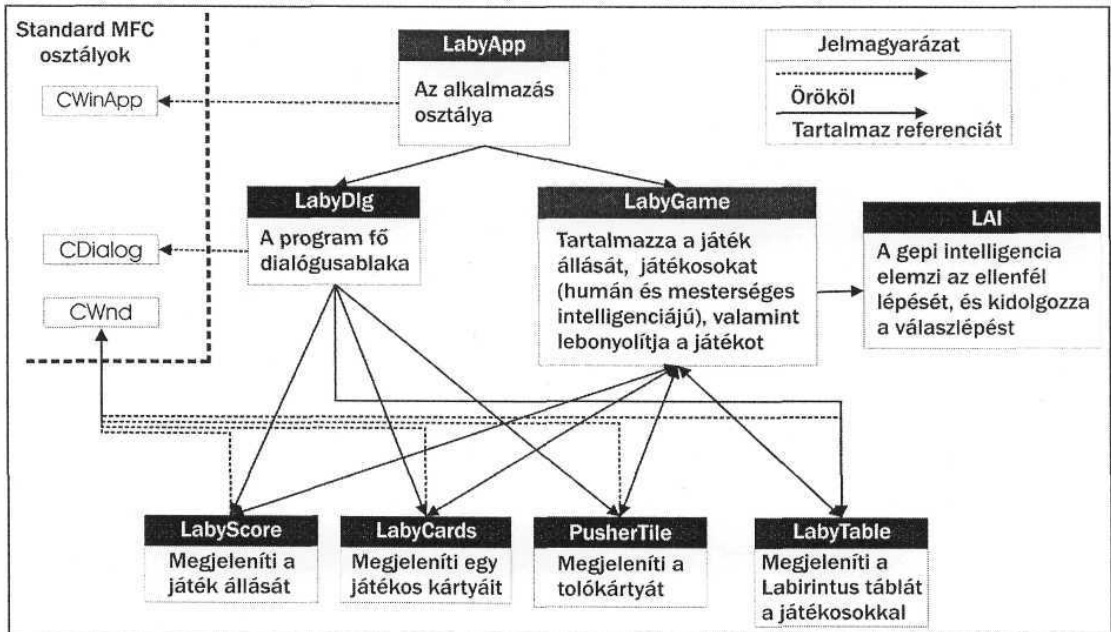 Standard MFC
osztályok
CWinApp
CDialog
CWnd
LabyApp
Az alkalmazás
osztálya
Jelmagyarázat
Örököl
Tartalmaz referenciát
LabyDlg
A program fő
dialógusablaka
LabyGame
Tartalmazza a játék
állását, játékosokat
(humán és mesterséges
intelligenciájú), valamint
lebonyolítja a játékot
LAI
A gepi intelligencia
elemzi az ellenfél
lépését, és kidolgozza
a válaszlépést
LabyScore
Megjeleníti a
játék állását
LabyCards
Megjeleníti egy
játékos kártyáit
PusherTile
Megjeleníti a
tolókártyát
LabyTable
Megjeleníti a
Labirintus táblát
a játékosokkal